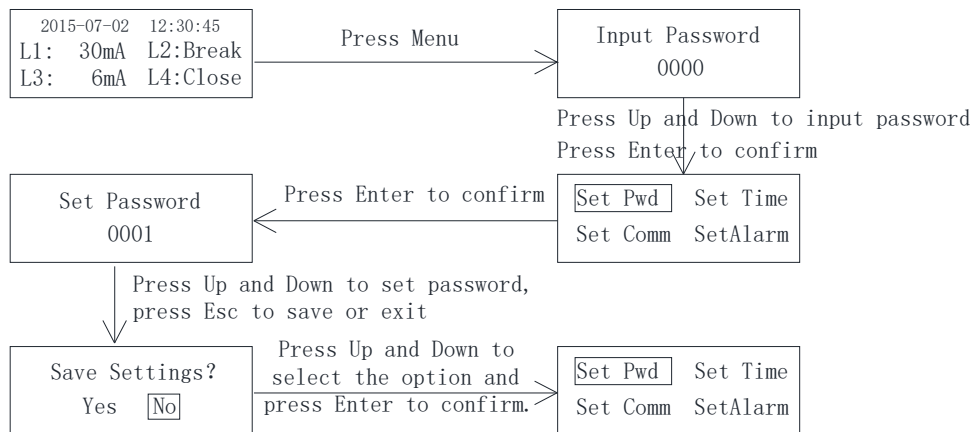 2015-07-02 12:30:45
L1: 30mA L2:Break
L3: 6mA L4:Close
Press Menu
Input Password
0000
Press Up and Down to input password
Press Enter to confirm
Set Pwd Set Time
Set Comm SetAlarm
Press Enter to confirm
Set Password
0001
Press Up and Down to set password,
press Esc to save or exit
Save Settings?
Yes No
Press Up and Down to
select the option and
press Enter to confirm.
Set Pwd Set Time
Set Comm SetAlarm